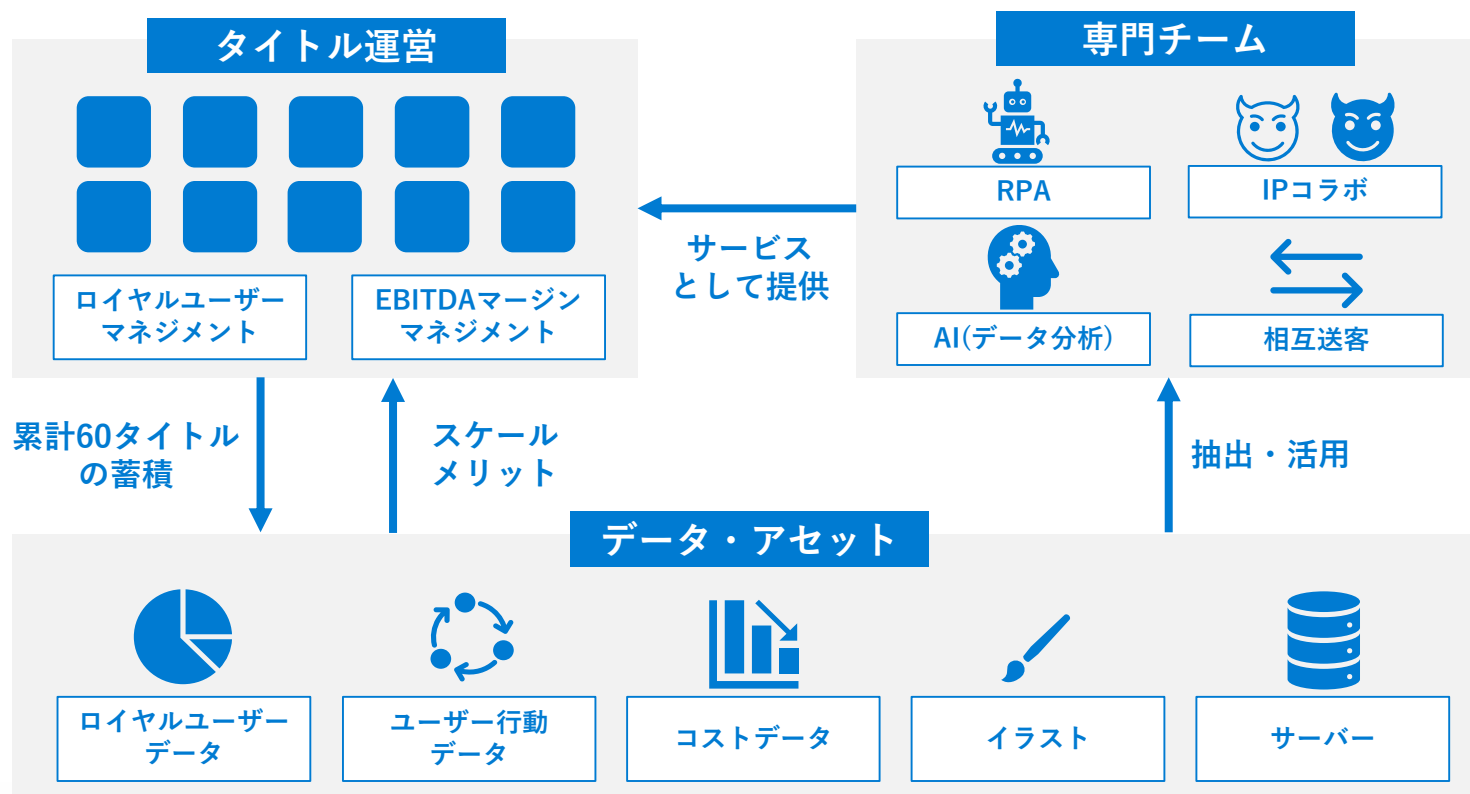 タイトル運営
ロイヤルユーザー
マネジメント
EBITDAマージン
マネジメント
サービス
として提供
専門チーム
RPA
IPコラボ
AI(データ分析)
相互送客
累計60タイトル
の蓄積
スケール
メリット
抽出・活用
データ・アセット
ロイヤルユーザー
データ
ユーザー行動
データ
コストデータ
イラスト
サーバー